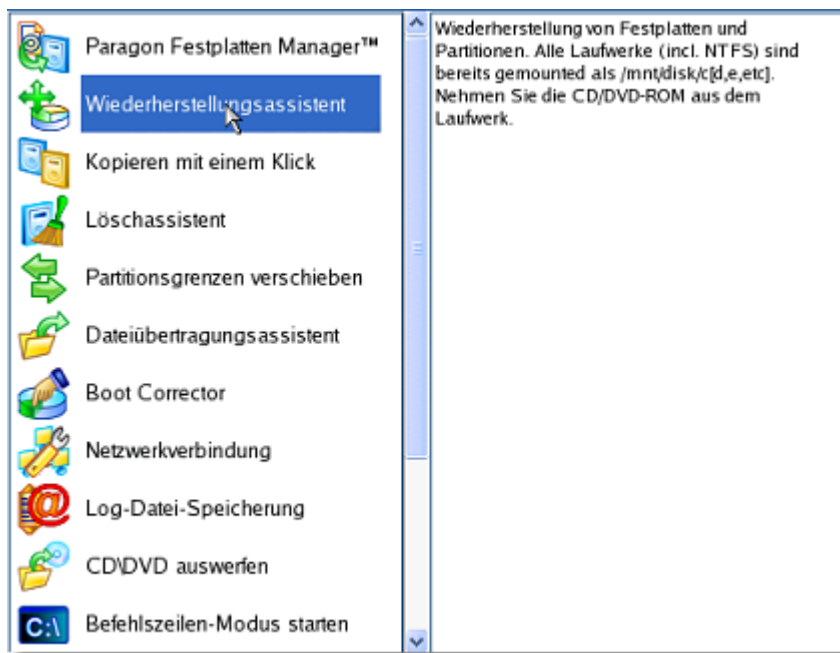 Paragon Festplatten Manager™
Wiederherstellungsassistent
Kopieren mit einem Klick
Löschassistent
Partitionsgrenzen verschieben
Dateiübertragungsassistent
Boot Corrector
Netzwerkverbindung
Log-Datei-Speicherung
CD\DVD auswerfen
C:\ Befehlszeilen-Modus starten
Wiederherstellung von Festplatten und
Partitionen. Alle Laufwerke (incl. NTFS) sind
bereits gemounted als /mnt/disk/c[d,e,etc].
Nehmen Sie die CD/DVD-ROM aus dem
Laufwerk.